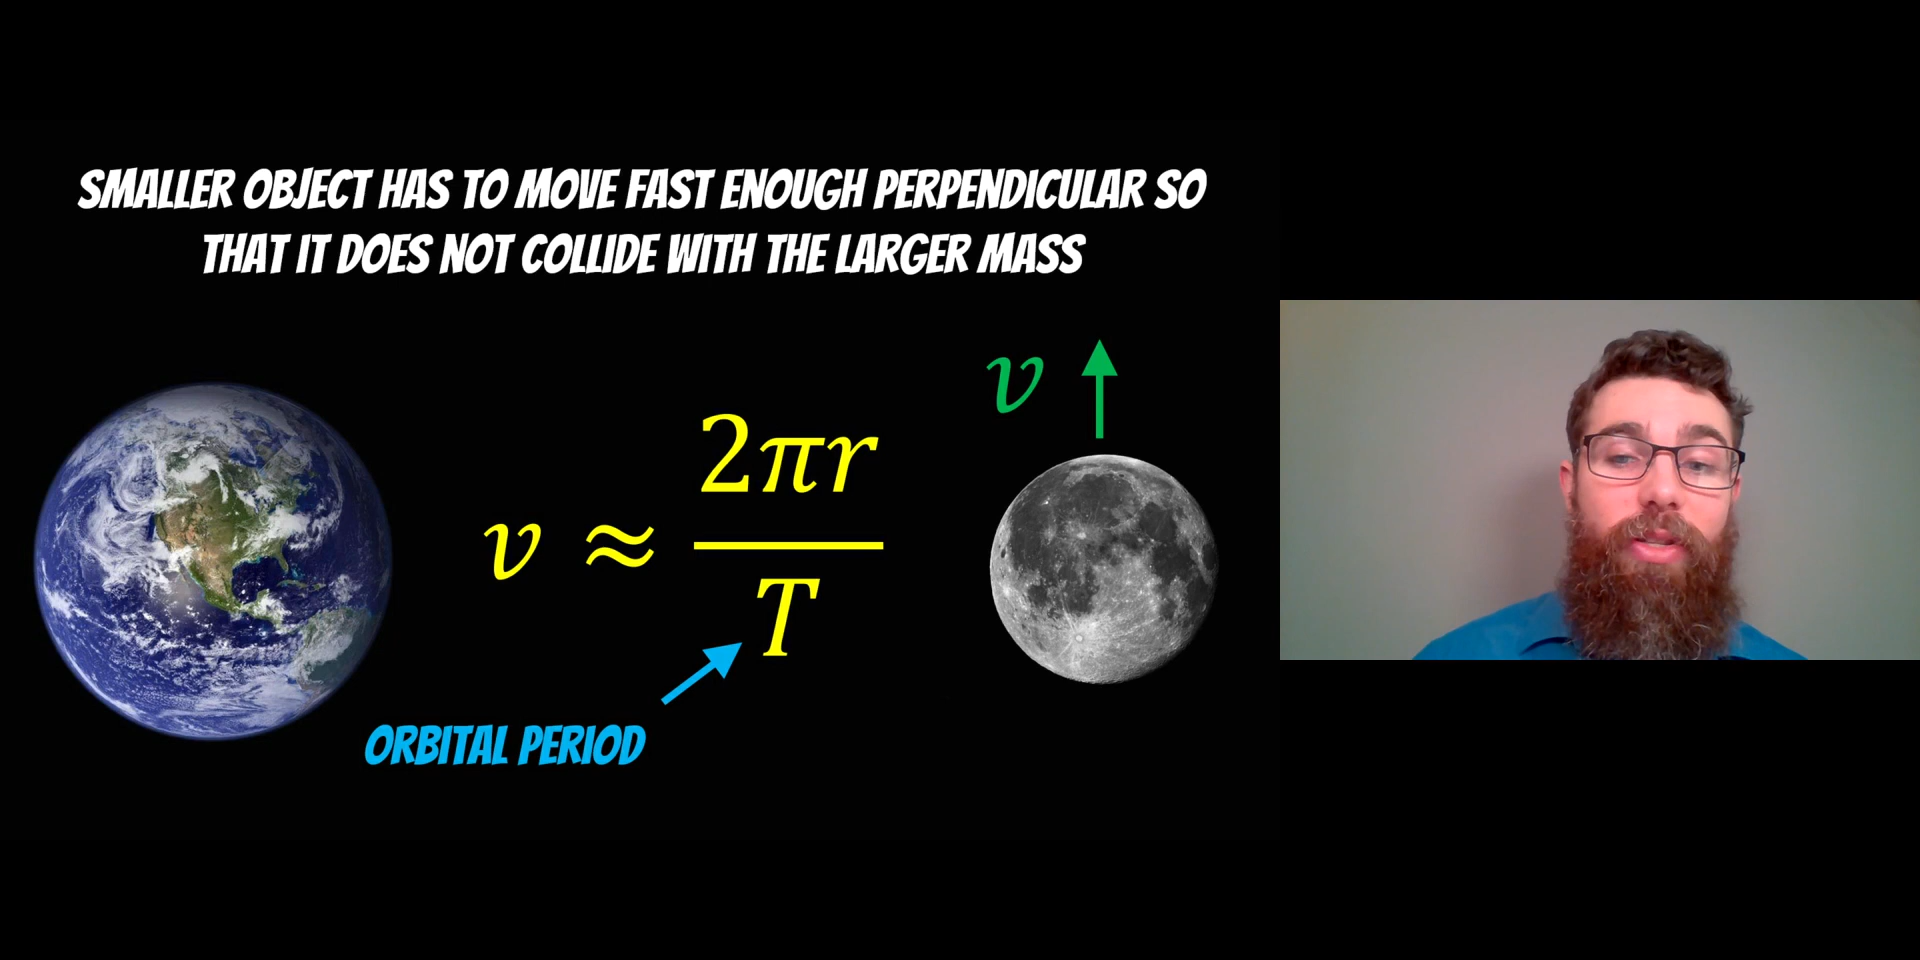 SMALLER OBJECT HAS TO MOVE FAST ENOUGH PERPENDICULAR SO
THAT IT DOES NOT COLLIDE WITH THE LARGER MASS
v
v ≈ 2πr / T
ORBITAL PERIOD